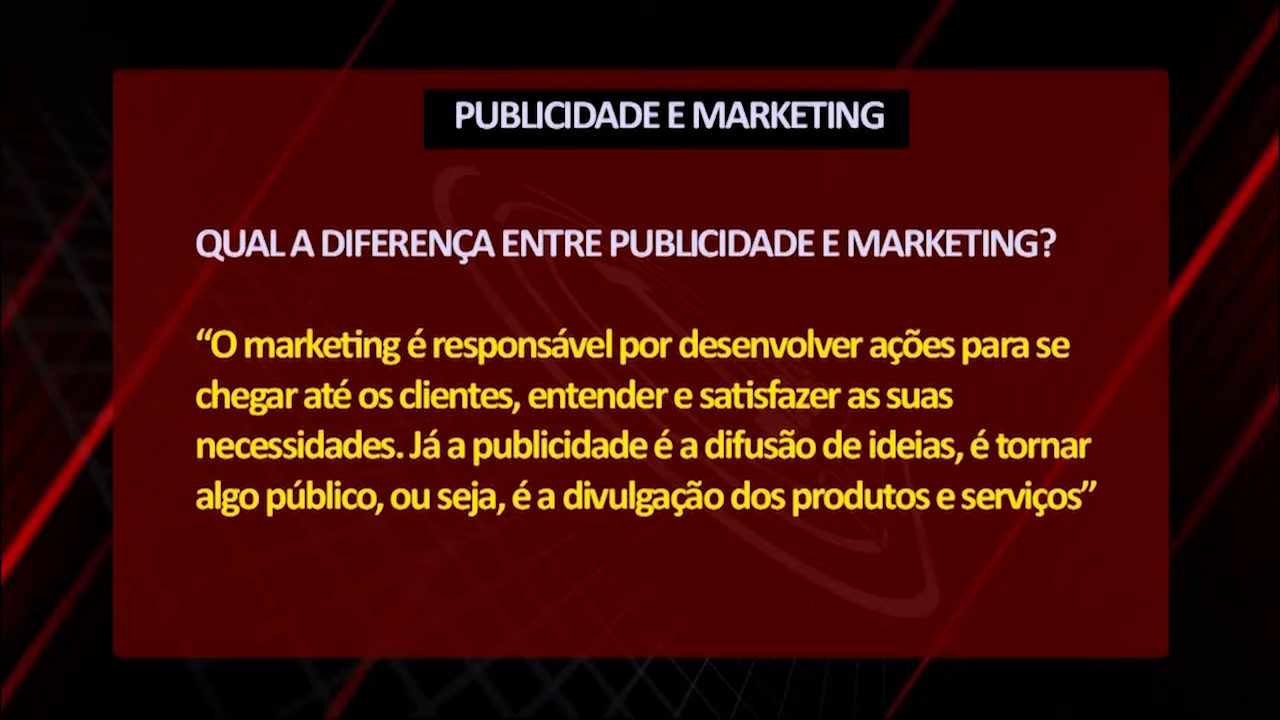 PUBLICIDADE E MARKETING
QUAL A DIFERENÇA ENTRE PUBLICIDADE E MARKETING?
“O marketing é responsável por desenvolver ações para se
chegar até os clientes, entender e satisfazer as suas
necessidades. Já a publicidade é a difusão de ideias, é tornar
algo público, ou seja, é a divulgação dos produtos e serviços”